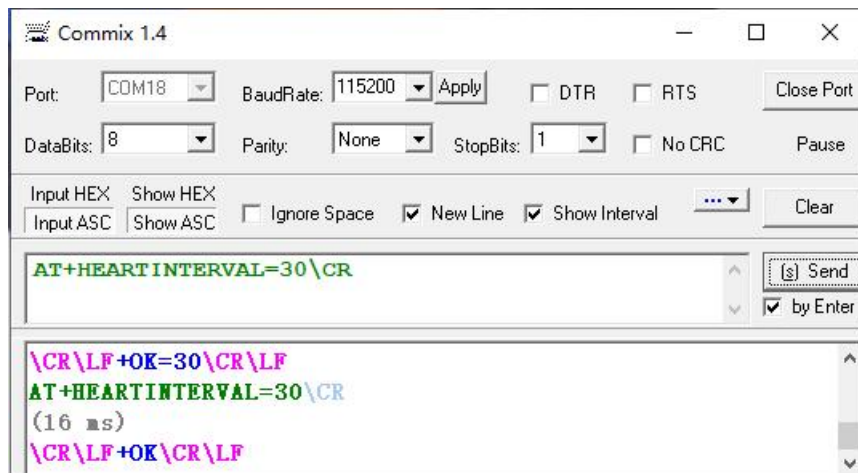 Commix 1.4
Port: COM18 BaudRate: 115200 Apply DTR RTS Close Port
DataBits: 8 Parity: None StopBits: 1 No CRC Pause
Input HEX Show HEX
Input ASC Show ASC Ignore Space New Line Show Interval ... Clear
AT+HEARTINTERVAL=30\CR
(s) Send
by Enter
\CR\LF+OK=30\CR\LF
AT+HEARTINTERVAL=30\CR
(16 ms)
\CR\LF+OK\CR\LF